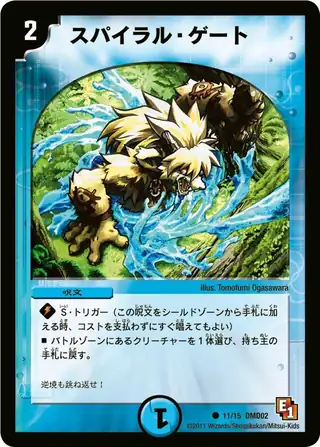 2
スパイラル・ゲート
illus. Tomofumi Ogasawara
呪文
S・トリガー（この呪文をシールドゾーンから手札に加
える時、コストを支払わずにすぐ唱えてもよい）
■ バトルゾーンにあるクリーチャーを1体選び、持ち主の
手札に戻す。
逆境も跳ね返せ！
1
● 11/15 DMD02
©2011 Wizards/Shogakukan/Mitsui-Kids
E1